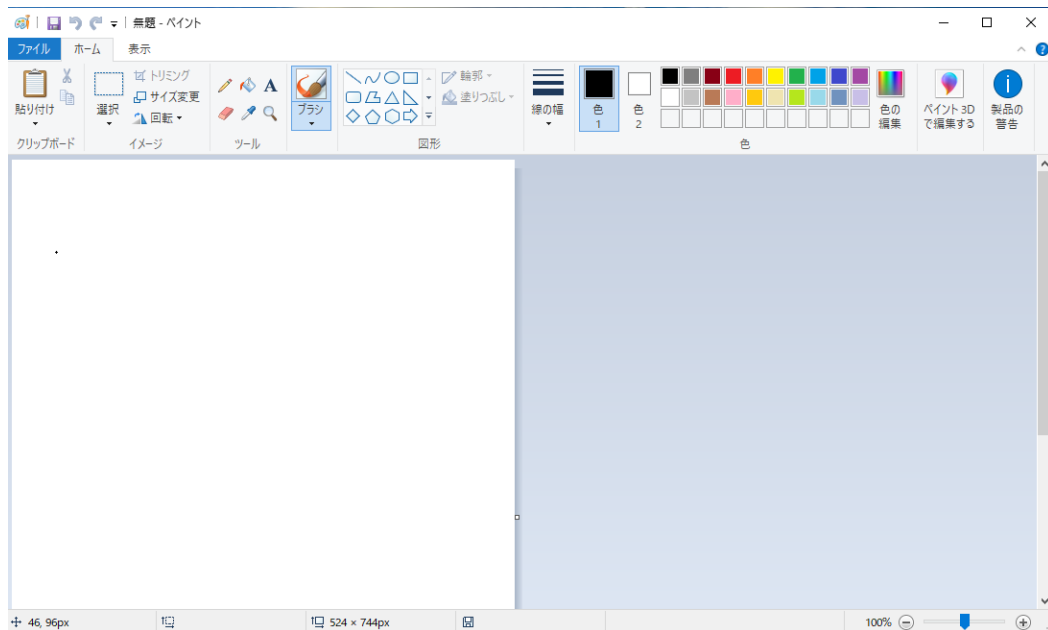 無題 - ペイント
ファイル ホーム 表示
貼り付け
クリップボード
選択
トリミング
サイズ変更
回転
イメージ
A
ツール
ブラシ
輪郭
塗りつぶし
図形
線の幅
色
1
色
2
色の
編集
色
ペイント 3D
で編集する
製品の
警告
46, 96px
524 × 744px
100%